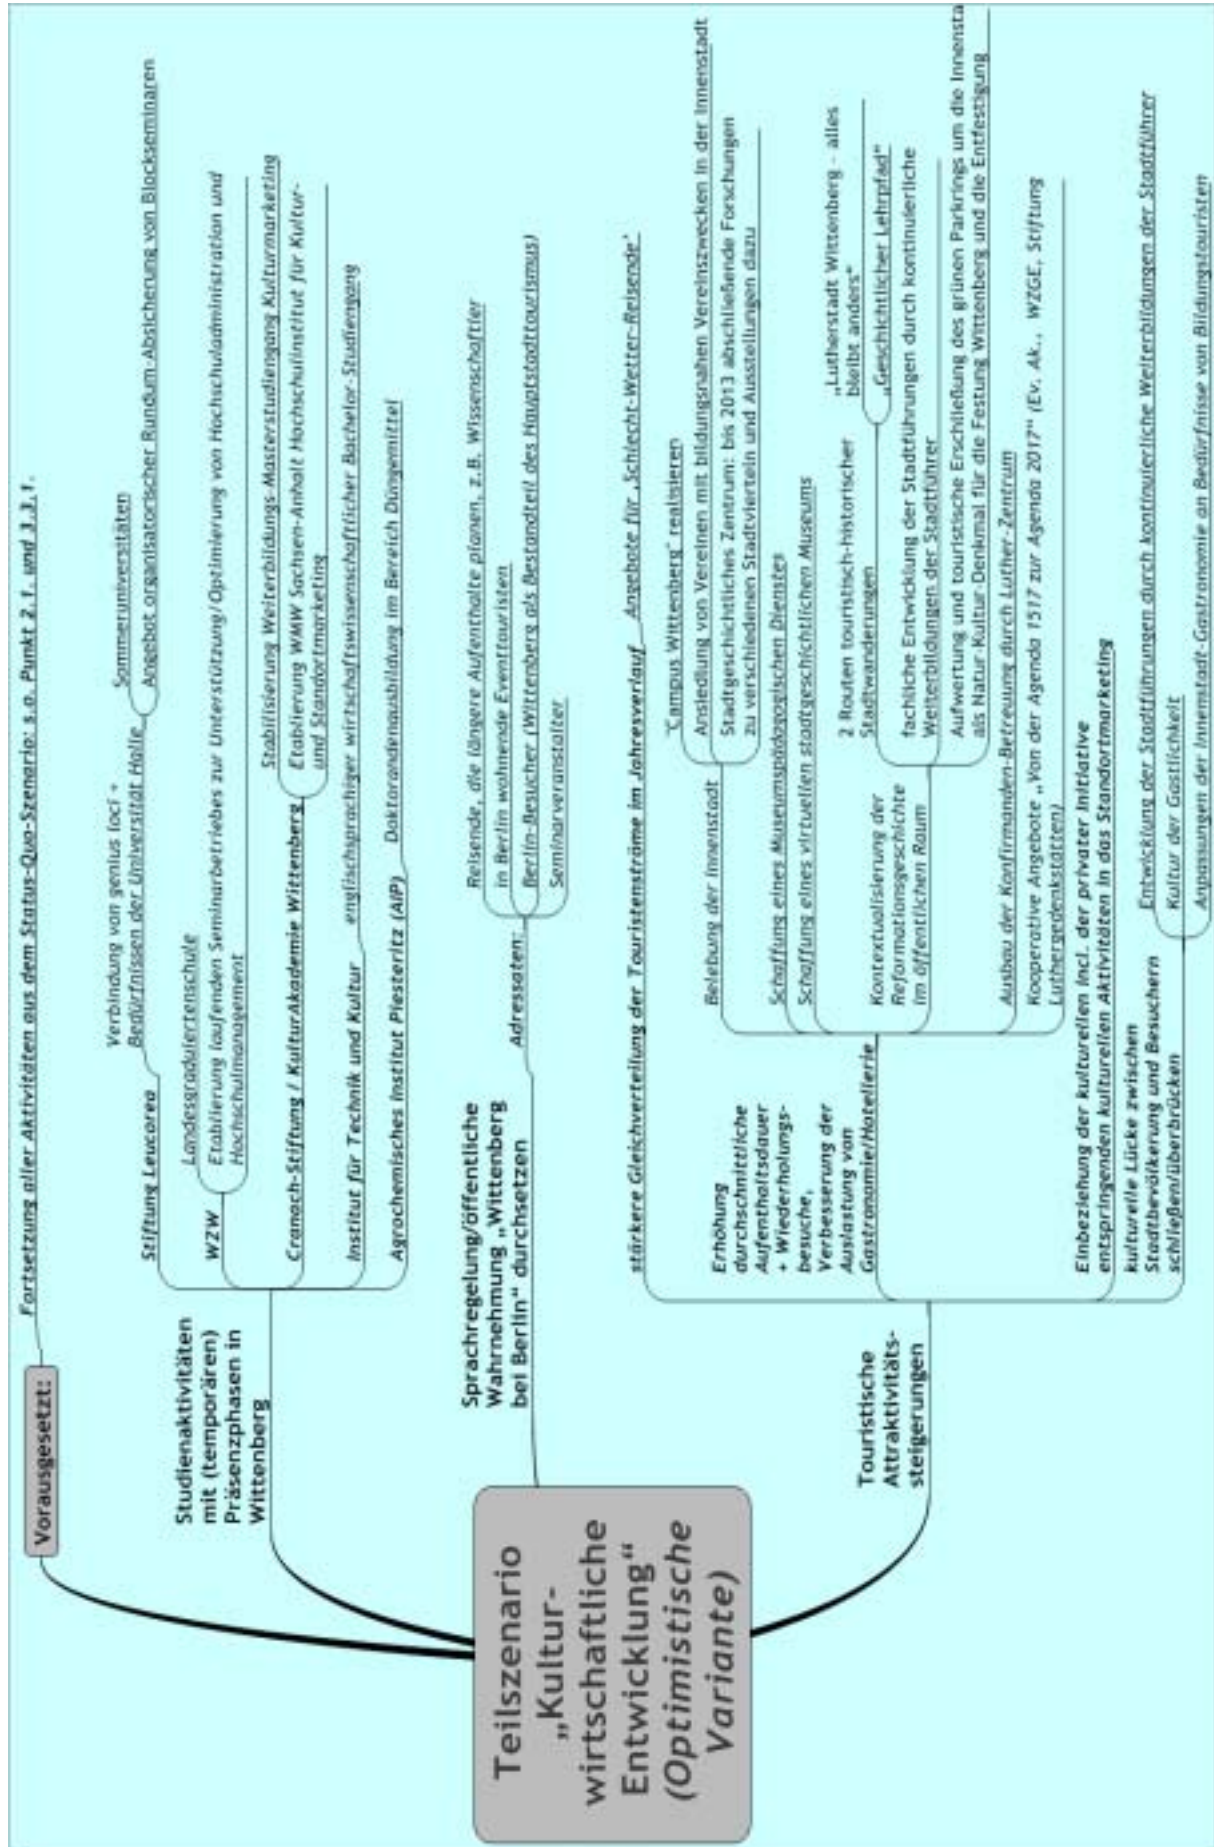 Vorausgesetzt:
Fortsetzung aller Aktivitäten aus dem Status-Quo-Szenario: s.o. Punkt 2.1. und 3.3.1.
Teilszenario
„Kultur-
wirtschaftliche
Entwicklung“
(Optimistische
Variante)
Studienaktivitäten
mit (temporären)
Präsenzphasen in
Wittenberg
Stiftung Leucorea
Verbindung von genius loci +
Bedürfnissen der Universität Halle
Sommeruniversitäten
Angebot organisatorischer Rundum-Absicherung von Blockseminaren
WZW
Landesgraduiertenschule
Etablierung laufenden Seminarbetriebes zur Unterstützung/Optimierung von Hochschuladministration und
Hochschulmanagement
Cranach-Stiftung / KulturAkademie Wittenberg
Stabilisierung Weiterbildungs-Masterstudiengang Kulturmarketing
Etablierung WMW Sachsen-Anhalt Hochschulinstitut für Kultur-
und Standortmarketing
Institut für Technik und Kultur
englischsprachiger wirtschaftswissenschaftlicher Bachelor-Studiengang
Agrochemisches Institut Piesteritz (AIP)
Doktorandenausbildung im Bereich Düngemittel
Sprachregelung/öffentliche
Wahrnehmung „Wittenberg
bei Berlin“ durchsetzen
Adressaten:
Reisende, die längere Aufenthalte planen, z.B. Wissenschaftler
in Berlin wohnende Eventtouristen
Berlin-Besucher (Wittenberg als Bestandteil des Hauptstadttourismus)
Seminarveranstalter
Touristische
Attraktivitäts-
steigerungen
stärkere Gleichverteilung der Touristenströme im Jahresverlauf
Angebote für ‚Schlecht-Wetter-Reisende‘
Erhöhung
durchschnittliche
Aufenthaltsdauer
+ Wiederholungs-
besuche,
Verbesserung der
Auslastung von
Gastronomie/Hotellerie
Belebung der Innenstadt
'Campus Wittenberg' realisieren
Ansiedlung von Vereinen mit bildungsnahen Vereinszwecken in der Innenstadt
Stadtgeschichtliches Zentrum: bis 2013 abschließende Forschungen
zu verschiedenen Stadtvierteln und Ausstellungen dazu
Schaffung eines Museumspädagogischen Dienstes
Schaffung eines virtuellen stadtgeschichtlichen Museums
Kontextualisierung der
Reformationsgeschichte
im öffentlichen Raum
2 Routen touristisch-historischer
Stadtwanderungen
„Lutherstadt Wittenberg - alles
bleibt anders“
„Geschichtlicher Lehrpfad“
fachliche Entwicklung der Stadtführungen durch kontinuierliche
Weiterbildungen der Stadtführer
Aufwertung und touristische Erschließung des grünen Parkrings um die Innensta
als Natur-Kultur-Denkmal für die Festung Wittenberg und die Entfestigung
Ausbau der Konfirmanden-Betreuung durch Luther-Zentrum
Kooperative Angebote „Von der Agenda 1517 zur Agenda 2017“ (Ev. Ak., WZGE, Stiftung
Luthergedenkstätten)
Einbeziehung der kulturellen incl. der privater Initiative
entspringenden kulturellen Aktivitäten in das Standortmarketing
kulturelle Lücke zwischen
Stadtbevölkerung und Besuchern
schließen/überbrücken
Entwicklung der Stadtführungen durch kontinuierliche Weiterbildungen der Stadtführer
Kultur der Gastlichkeit
Anpassungen der Innenstadt-Gastronomie an Bedürfnisse von Bildungstouristen